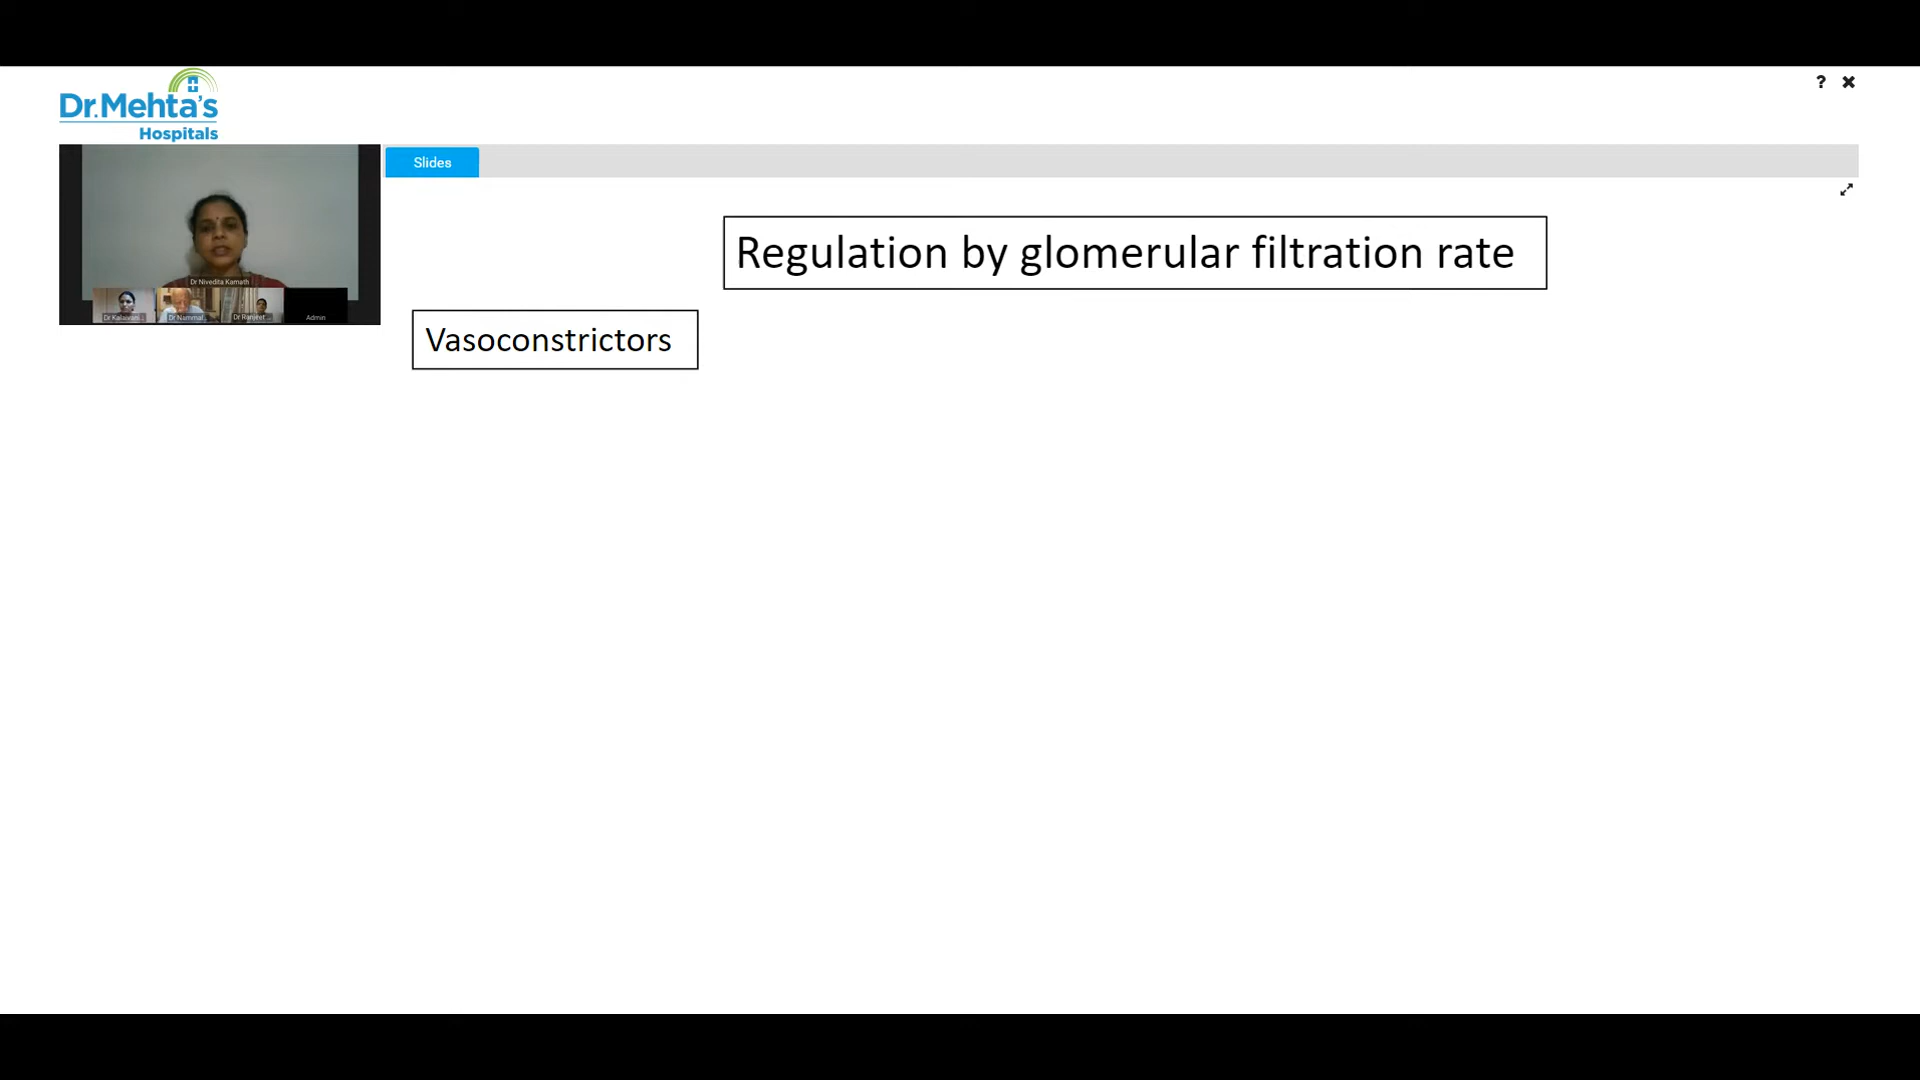 Dr.Mehta's
Hospitals
? ✖
Slides
Dr Nivedita Kamath
Dr Kalaivani...
Dr Nammal...
Dr Ranjeet ...
Admin
Regulation by glomerular filtration rate
Vasoconstrictors